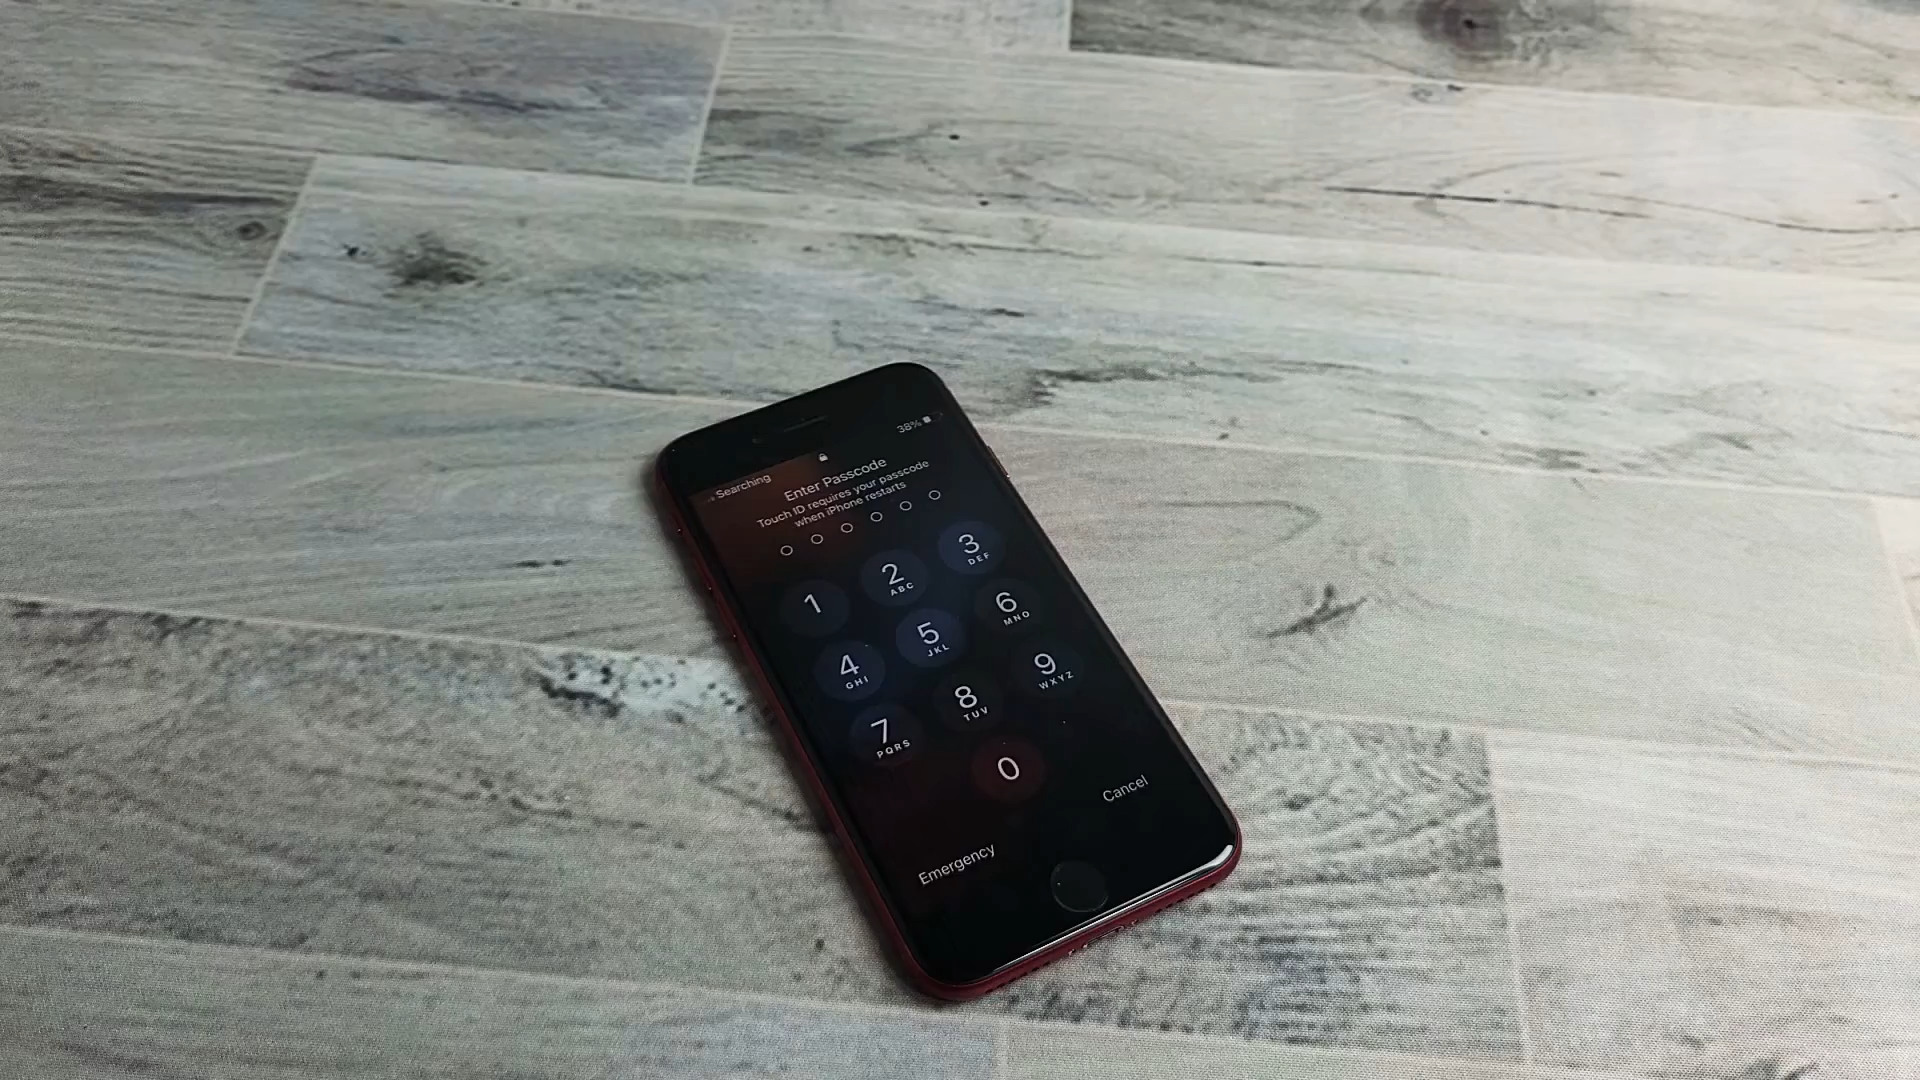 Searching
38%
Enter Passcode
Touch ID requires your passcode
when iPhone restarts
1
2
ABC
3
DEF
4
GHI
5
JKL
6
MNO
7
PQRS
8
TUV
9
WXYZ
0
Emergency
Cancel